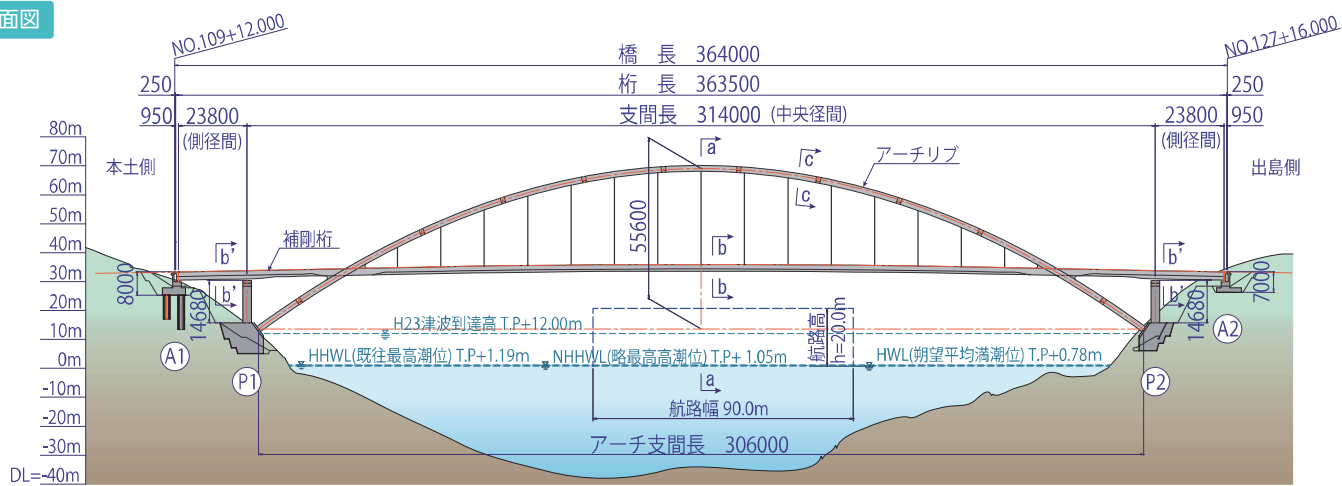 面図
NO.109+12.000
NO.127+16.000
橋 長 364000
250
桁 長 363500
250
950
23800
(側径間)
支間長 314000 (中央径間)
23800
(側径間)
950
80m
70m
60m
50m
40m
30m
20m
10m
0m
-10m
-20m
-30m
DL=-40m
本土側
出島側
a
c
c
アーチリブ
補剛桁
55600
b'
b'
b
b
b'
b'
8000
14680
14680
7000
H23津波到達高 T.P+12.00m
航路高
h=20.0m
HHWL(既往最高潮位) T.P+1.19m
NHHWL(略最高高潮位) T.P+ 1.05m
HWL(朔望平均満潮位) T.P+0.78m
A1
P1
P2
A2
a
航路幅 90.0m
アーチ支間長 306000